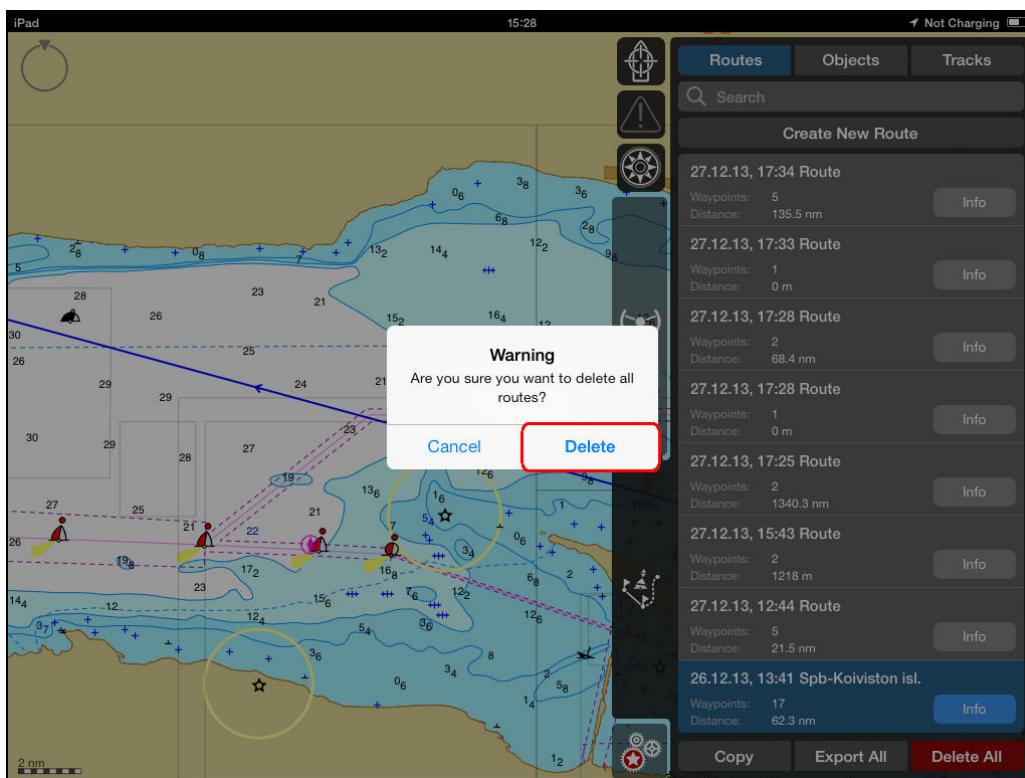 iPad
15:28
Not Charging
Routes
Objects
Tracks
Search
Create New Route
27.12.13, 17:34 Route
Waypoints: 5
Distance: 135.5 nm
Info
27.12.13, 17:33 Route
Waypoints: 1
Distance: 0 m
Info
27.12.13, 17:28 Route
Waypoints: 2
Distance: 68.4 nm
Info
27.12.13, 17:28 Route
Waypoints: 1
Distance: 0 m
Info
27.12.13, 17:25 Route
Waypoints: 2
Distance: 1340.3 nm
Info
27.12.13, 15:43 Route
Waypoints: 2
Distance: 1218 m
Info
27.12.13, 12:44 Route
Waypoints: 5
Distance: 21.5 nm
Info
26.12.13, 13:41 Spb-Koiviston isl.
Waypoints: 17
Distance: 62.3 nm
Info
Copy
Export All
Delete All
Warning
Are you sure you want to delete all
routes?
Cancel
Delete
2 nm